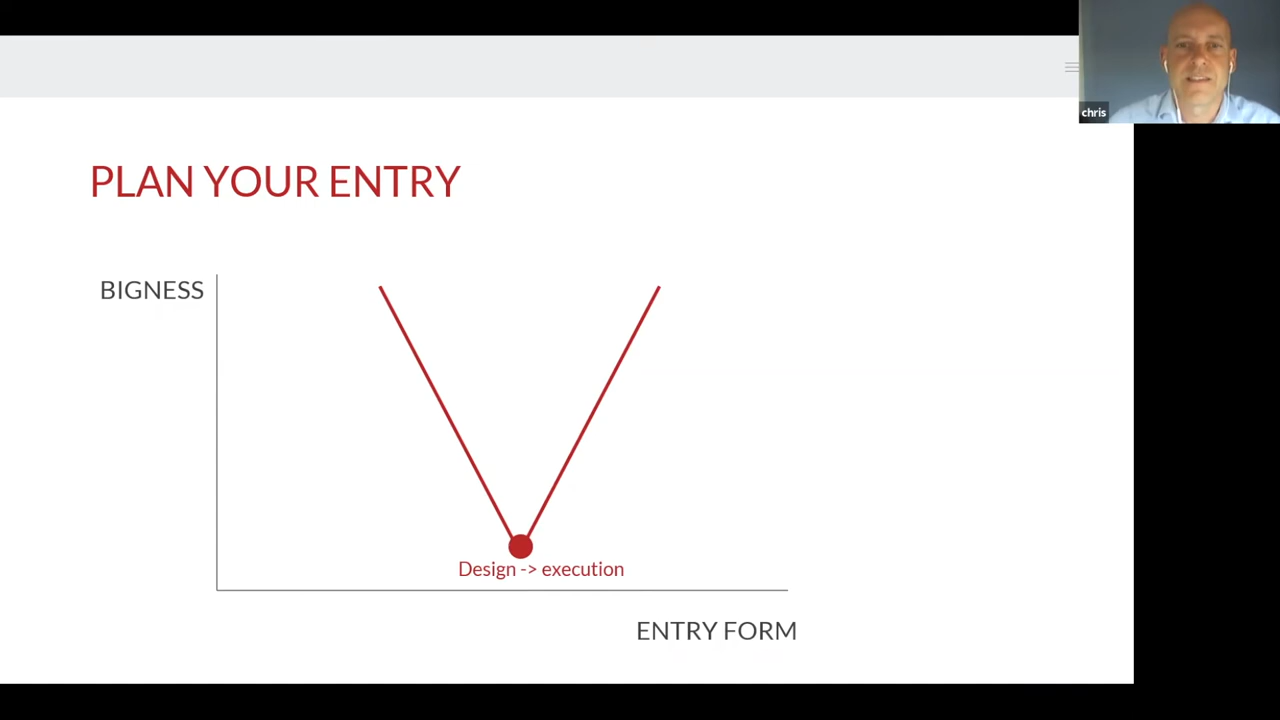 chris
PLAN YOUR ENTRY
BIGNESS
Design -> execution
ENTRY FORM